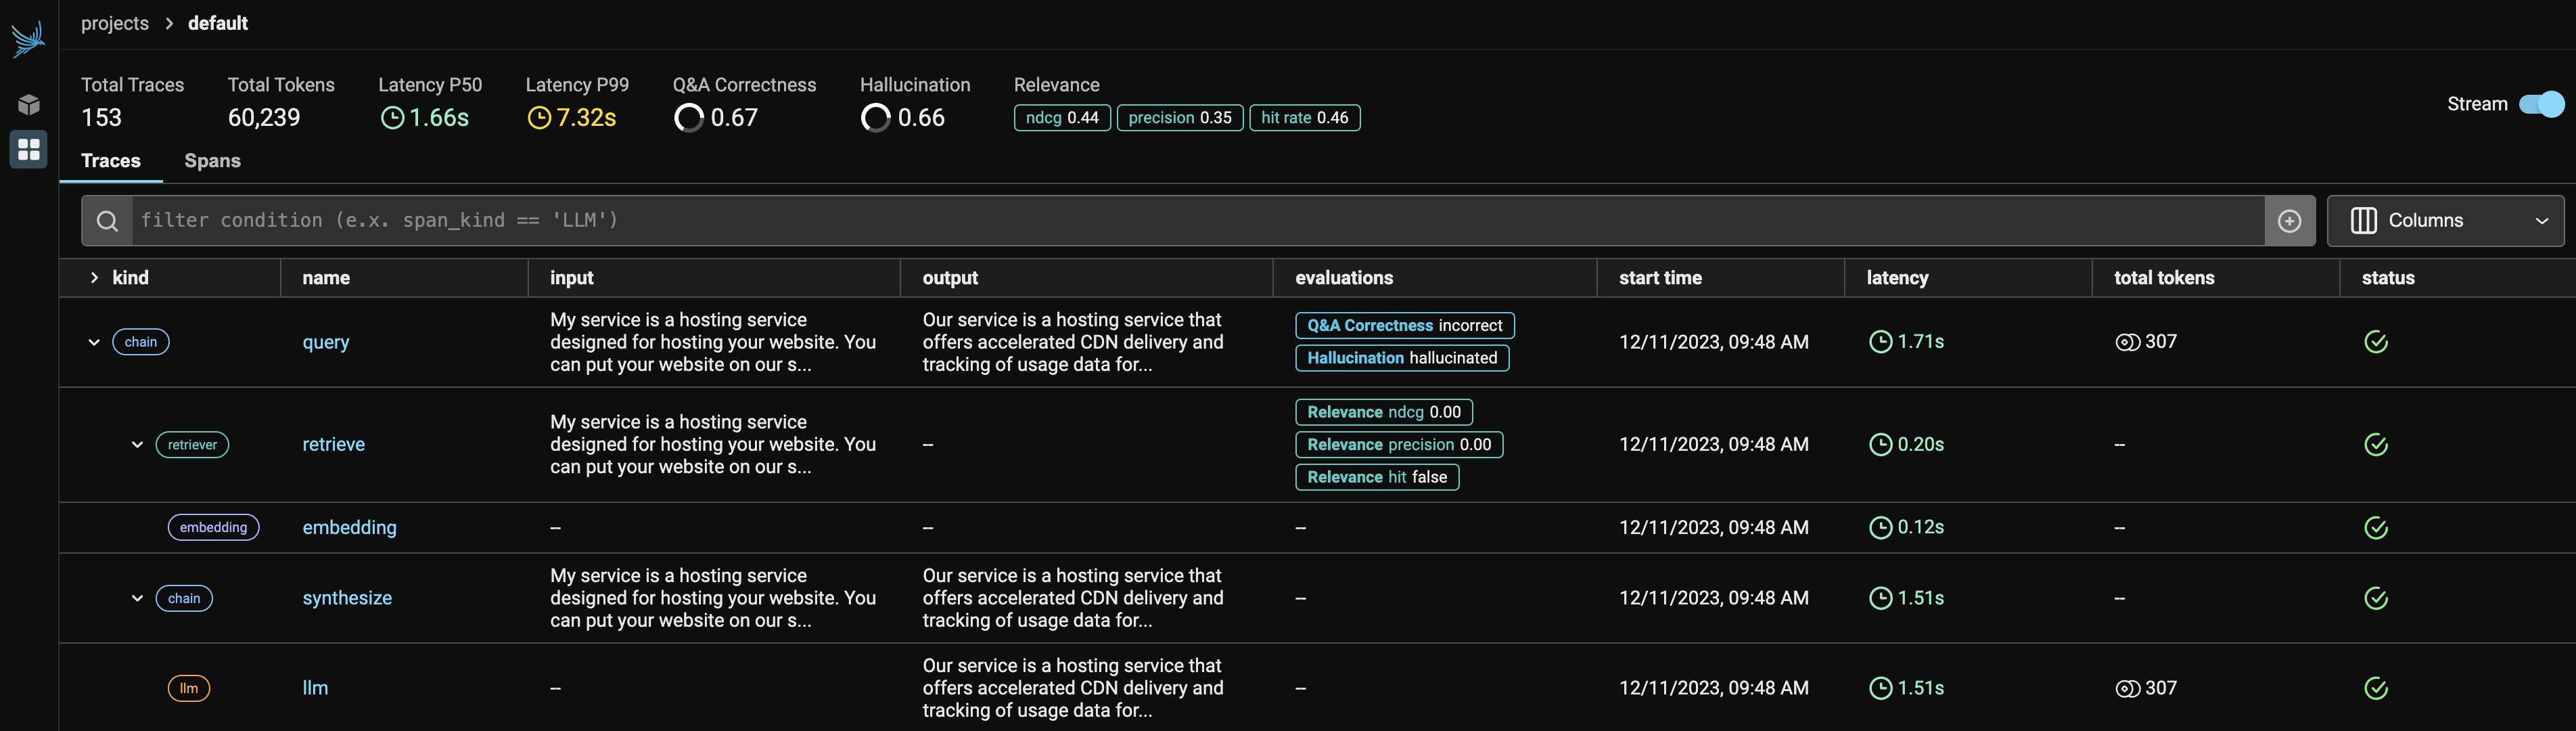 projects > default
Total Traces Total Tokens Latency P50 Latency P99 Q&A Correctness Hallucination Relevance
153 60,239 1.66s 7.32s 0.67 0.66 ndcg 0.44 precision 0.35 hit rate 0.46
Stream
Traces Spans
filter condition (e.x. span_kind == 'LLM')
Columns
kind name input output evaluations start time latency total tokens status
chain
query
My service is a hosting service
designed for hosting your website. You
can put your website on our s...
Our service is a hosting service that
offers accelerated CDN delivery and
tracking of usage data for...
Q&A Correctness incorrect
Hallucination hallucinated
12/11/2023, 09:48 AM
1.71s
307
retriever
retrieve
My service is a hosting service
designed for hosting your website. You
can put your website on our s...
--
Relevance ndcg 0.00
Relevance precision 0.00
Relevance hit false
12/11/2023, 09:48 AM
0.20s
--
embedding
embedding
--
--
--
12/11/2023, 09:48 AM
0.12s
--
chain
synthesize
My service is a hosting service
designed for hosting your website. You
can put your website on our s...
Our service is a hosting service that
offers accelerated CDN delivery and
tracking of usage data for...
--
12/11/2023, 09:48 AM
1.51s
--
llm
llm
--
Our service is a hosting service that
offers accelerated CDN delivery and
tracking of usage data for...
--
12/11/2023, 09:48 AM
1.51s
307